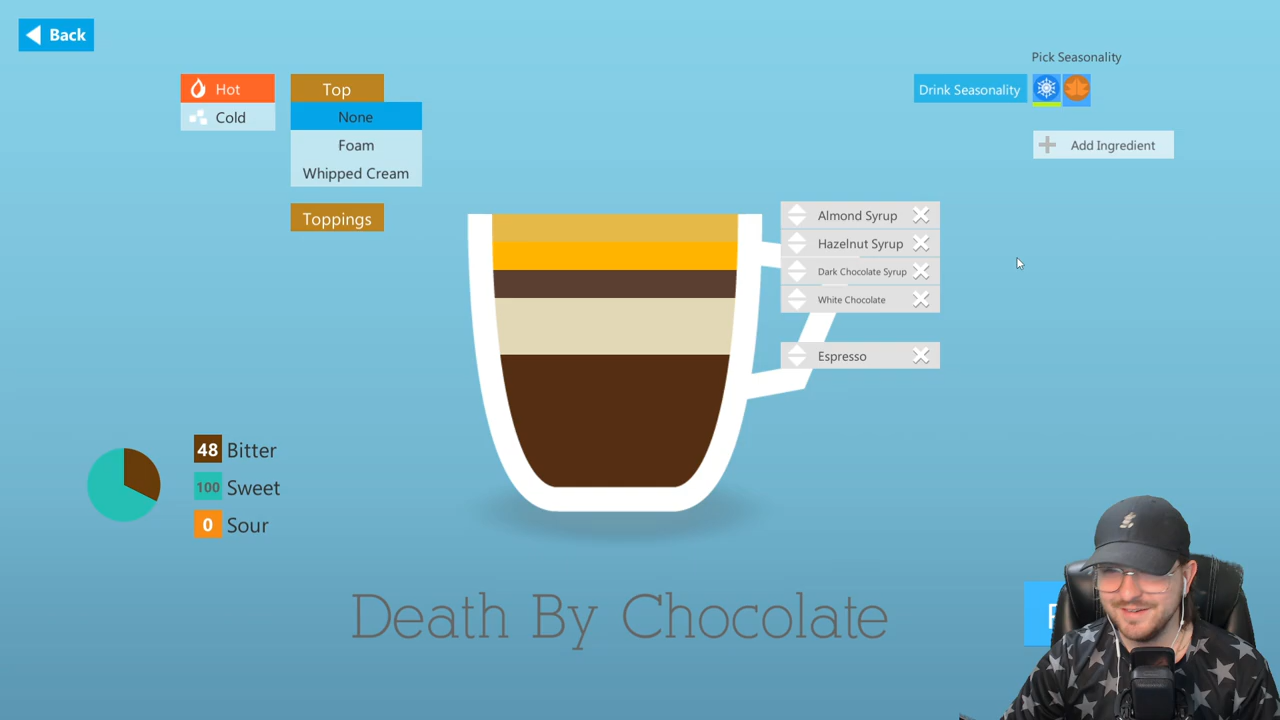 Back
Pick Seasonality
Hot
Top
Drink Seasonality
Cold
None
Foam
Add Ingredient
Whipped Cream
Toppings
Almond Syrup
Hazelnut Syrup
Dark Chocolate Syrup
White Chocolate
Espresso
48 Bitter
100 Sweet
0 Sour
Death By Chocolate